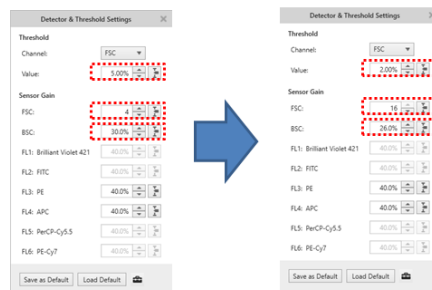 Detector & Threshold Settings
Threshold
Channel: FSC
Value: 5.00%
Sensor Gain
FSC: 4
BSC: 30.0%
FL1: Brilliant Violet 421 40.0%
FL2: FITC 40.0%
FL3: PE 40.0%
FL4: APC 40.0%
FL5: PerCP-Cy5.5 40.0%
FL6: PE-Cy7 40.0%
Save as Default Load Default
Detector & Threshold Settings
Threshold
Channel: FSC
Value: 2.00%
Sensor Gain
FSC: 16
BSC: 26.0%
FL1: Brilliant Violet 421 40.0%
FL2: FITC 40.0%
FL3: PE 40.0%
FL4: APC 40.0%
FL5: PerCP-Cy5.5 40.0%
FL6: PE-Cy7 40.0%
Save as Default Load Default